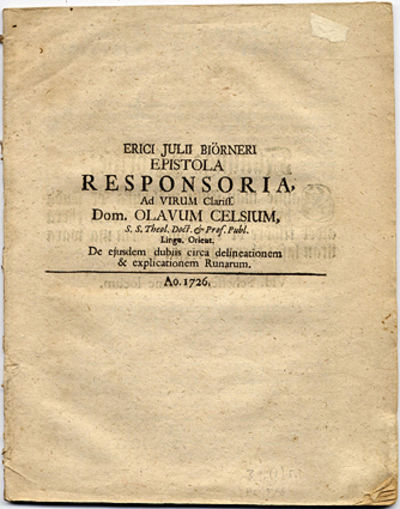 ERICI JULII BIÖRNERI
EPISTOLA
RESPONSORIA,
Ad VIRUM Clariss.
Dom. OLAVUM CELSIUM,
S. S. Theol. Doct. & Prof. Publ.
Lingu. Orient.
De ejusdem dubiis circa delineationem
& explicationem Runarum.
Ao. 1726.